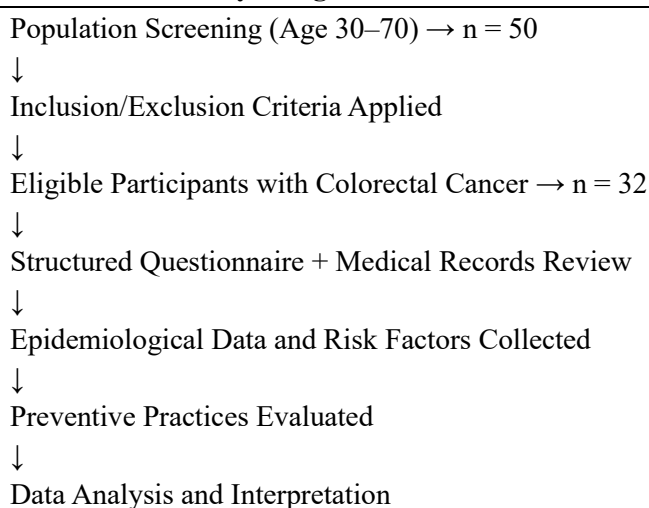 Population Screening (Age 30–70) → n = 50
↓
Inclusion/Exclusion Criteria Applied
↓
Eligible Participants with Colorectal Cancer → n = 32
↓
Structured Questionnaire + Medical Records Review
↓
Epidemiological Data and Risk Factors Collected
↓
Preventive Practices Evaluated
↓
Data Analysis and Interpretation